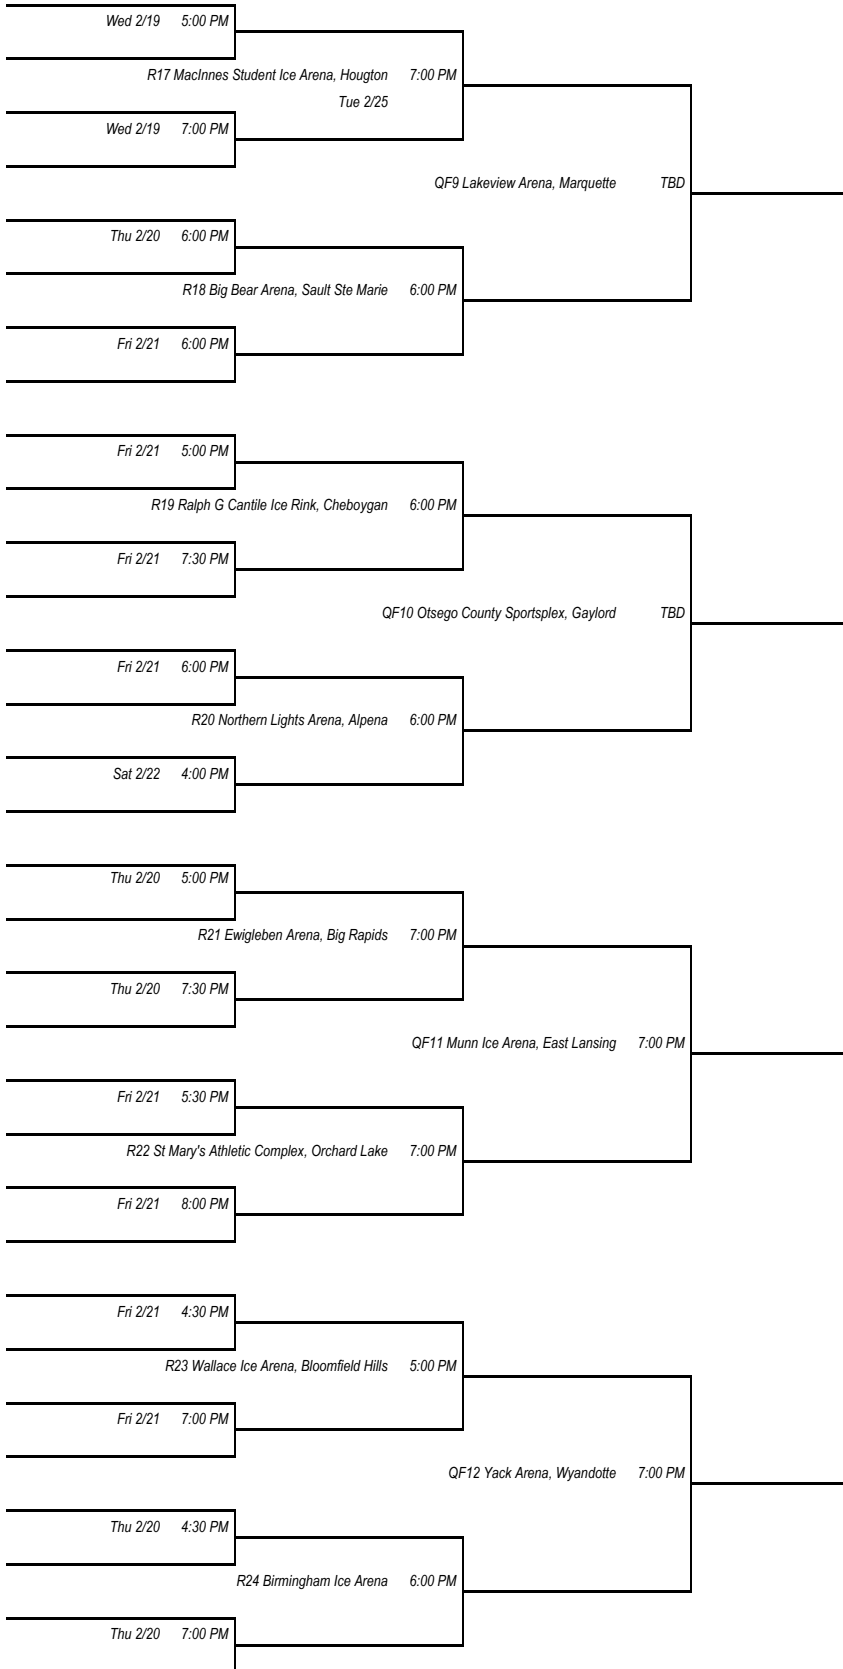 Wed 2/19 5:00 PM
R17 MacInnes Student Ice Arena, Hougton 7:00 PM
Tue 2/25
Wed 2/19 7:00 PM
QF9 Lakeview Arena, Marquette TBD
Thu 2/20 6:00 PM
R18 Big Bear Arena, Sault Ste Marie 6:00 PM
Fri 2/21 6:00 PM
Fri 2/21 5:00 PM
R19 Ralph G Cantile Ice Rink, Cheboygan 6:00 PM
Fri 2/21 7:30 PM
QF10 Otsego County Sportsplex, Gaylord TBD
Fri 2/21 6:00 PM
R20 Northern Lights Arena, Alpena 6:00 PM
Sat 2/22 4:00 PM
Thu 2/20 5:00 PM
R21 Ewigleben Arena, Big Rapids 7:00 PM
Thu 2/20 7:30 PM
QF11 Munn Ice Arena, East Lansing 7:00 PM
Fri 2/21 5:30 PM
R22 St Mary's Athletic Complex, Orchard Lake 7:00 PM
Fri 2/21 8:00 PM
Fri 2/21 4:30 PM
R23 Wallace Ice Arena, Bloomfield Hills 5:00 PM
Fri 2/21 7:00 PM
QF12 Yack Arena, Wyandotte 7:00 PM
Thu 2/20 4:30 PM
R24 Birmingham Ice Arena 6:00 PM
Thu 2/20 7:00 PM